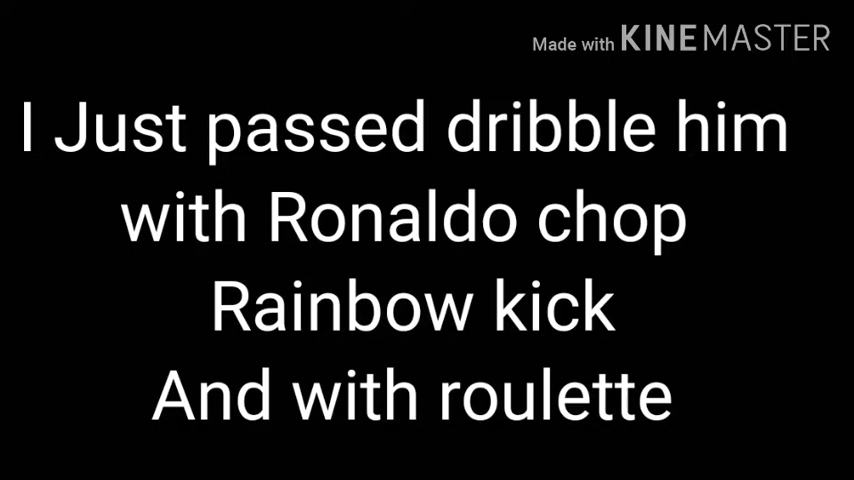 Made with KINEMASTER
I Just passed dribble him
with Ronaldo chop
Rainbow kick
And with roulette